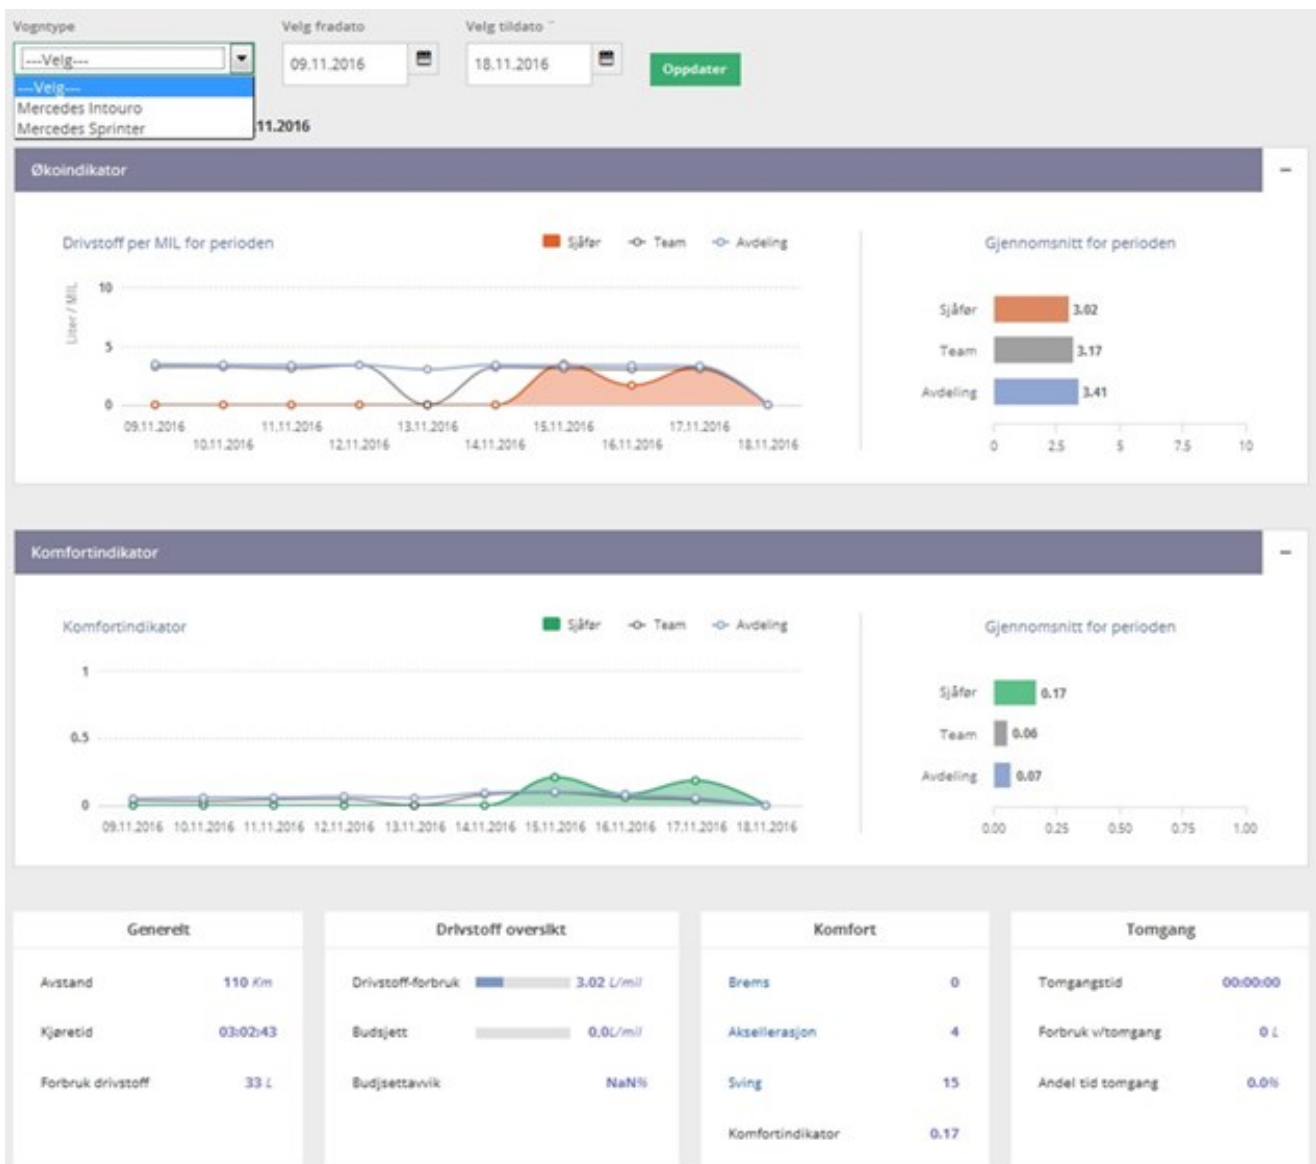 Vogntype Velg fradato Velg tildato
---Velg--- 09.11.2016 18.11.2016 Oppdater
---Velg---
Mercedes Intouro
Mercedes Sprinter
.11.2016
Økoindikator
Drivstoff per MIL for perioden Sjåfør Team Avdeling Gjennomsnitt for perioden
Liter / MIL
10
5
0
09.11.2016 11.11.2016 13.11.2016 15.11.2016 17.11.2016
10.11.2016 12.11.2016 14.11.2016 16.11.2016 18.11.2016
Sjåfør 3.02
Team 3.17
Avdeling 3.41
0 2.5 5 7.5 10
Komfortindikator
Komfortindikator Sjåfør Team Avdeling Gjennomsnitt for perioden
1
0.5
0
09.11.2016 10.11.2016 11.11.2016 12.11.2016 13.11.2016 14.11.2016 15.11.2016 16.11.2016 17.11.2016 18.11.2016
Sjåfør 0.17
Team 0.06
Avdeling 0.07
0.00 0.25 0.50 0.75 1.00
Generelt
Avstand 110 Km
Kjøretid 03:02:43
Forbruk drivstoff 33 L
Drivstoff oversikt
Drivstoff-forbruk 3.02 L/mil
Budsjett 0,0L/mil
Budjsettavvik NaN%
Komfort
Brems 0
Aksellerasjon 4
Sving 15
Komfortindikator 0.17
Tomgang
Tomgangstid 00:00:00
Forbruk v/tomgang 0 L
Andel tid tomgang 0.0%